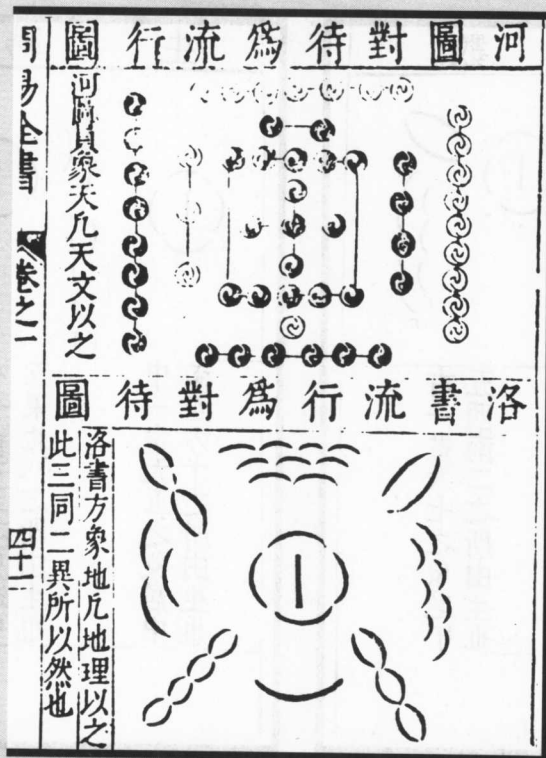 河圖對待為流行圖
河圖員象天凡天文以之
洛書流行為對待圖
洛書方象地凡地理以之
此三同二異所以然也
周易全書
卷之二
四十一